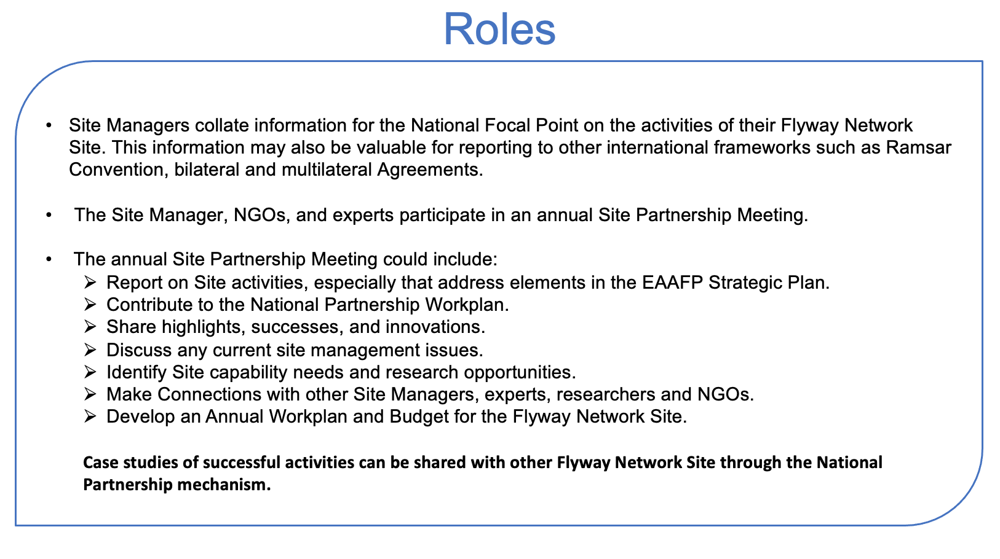 Roles
• Site Managers collate information for the National Focal Point on the activities of their Flyway Network
Site. This information may also be valuable for reporting to other international frameworks such as Ramsar
Convention, bilateral and multilateral Agreements.
• The Site Manager, NGOs, and experts participate in an annual Site Partnership Meeting.
• The annual Site Partnership Meeting could include:
➢ Report on Site activities, especially that address elements in the EAAFP Strategic Plan.
➢ Contribute to the National Partnership Workplan.
➢ Share highlights, successes, and innovations.
➢ Discuss any current site management issues.
➢ Identify Site capability needs and research opportunities.
➢ Make Connections with other Site Managers, experts, researchers and NGOs.
➢ Develop an Annual Workplan and Budget for the Flyway Network Site.
Case studies of successful activities can be shared with other Flyway Network Site through the National
Partnership mechanism.